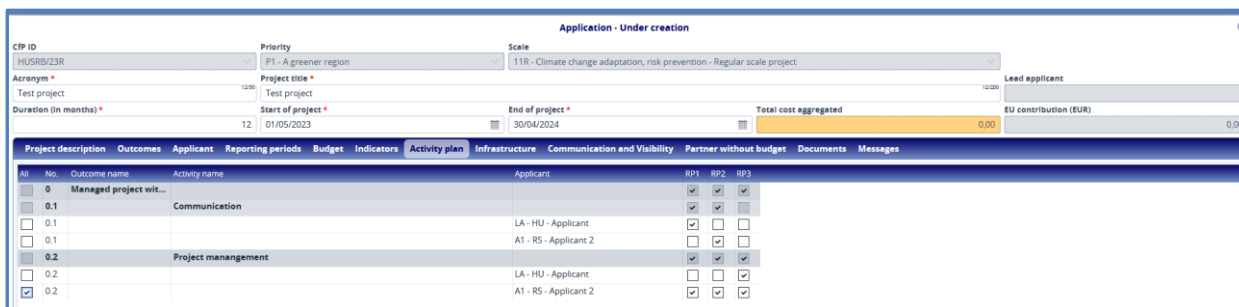 Application - Under creation
CfP ID Priority Scale
HUSRB/23R P1 - A greener region 11R - Climate change adaptation, risk prevention - Regular scale project
Acronym * Project title * Lead applicant
Test project 12/30 Test project 12/200
Duration (in months) * Start of project * End of project * Total cost aggregated EU contribution (EUR)
12 01/05/2023 30/04/2024 0,00 0,0
Project description Outcomes Applicant Reporting periods Budget Indicators Activity plan Infrastructure Communication and Visibility Partner without budget Documents Messages
All No. Outcome name Activity name Applicant RP1 RP2 RP3
0 Managed project wit...
0.1 Communication
0.1 LA - HU - Applicant
0.1 A1 - RS - Applicant 2
0.2 Project manangement
0.2 LA - HU - Applicant
0.2 A1 - RS - Applicant 2